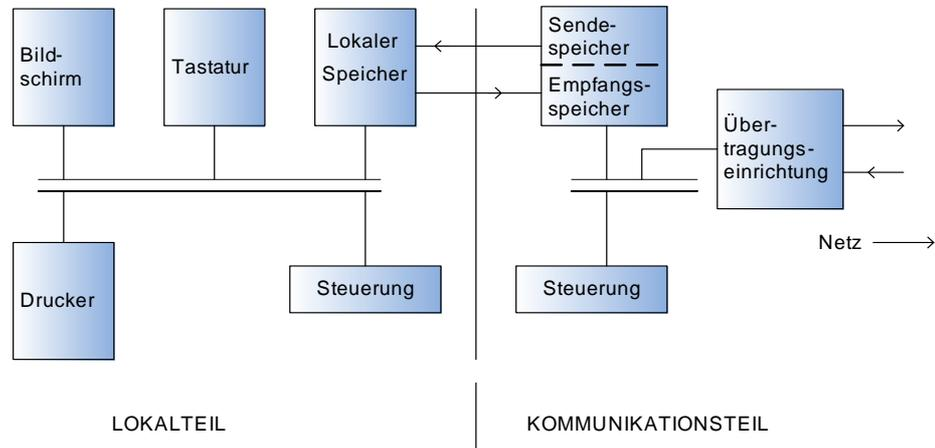 Bild-
schirm
Tastatur
Lokaler
Speicher
Sende-
speicher
Empfangs-
speicher
Über-
tragungs-
einrichtung
Netz
Drucker
Steuerung
Steuerung
LOKALTEIL
KOMMUNIKATIONSTEIL